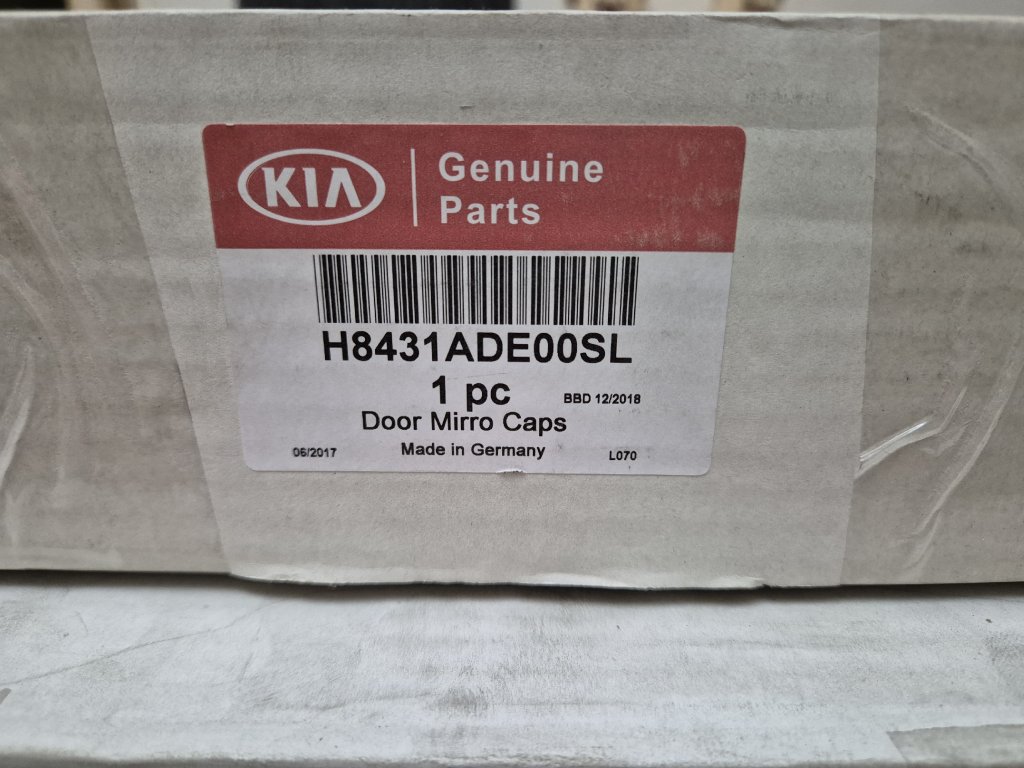 KIA
Genuine
Parts
H8431ADE00SL
1 pc
BBD 12/2018
Door Mirro Caps
06/2017
Made in Germany
L070